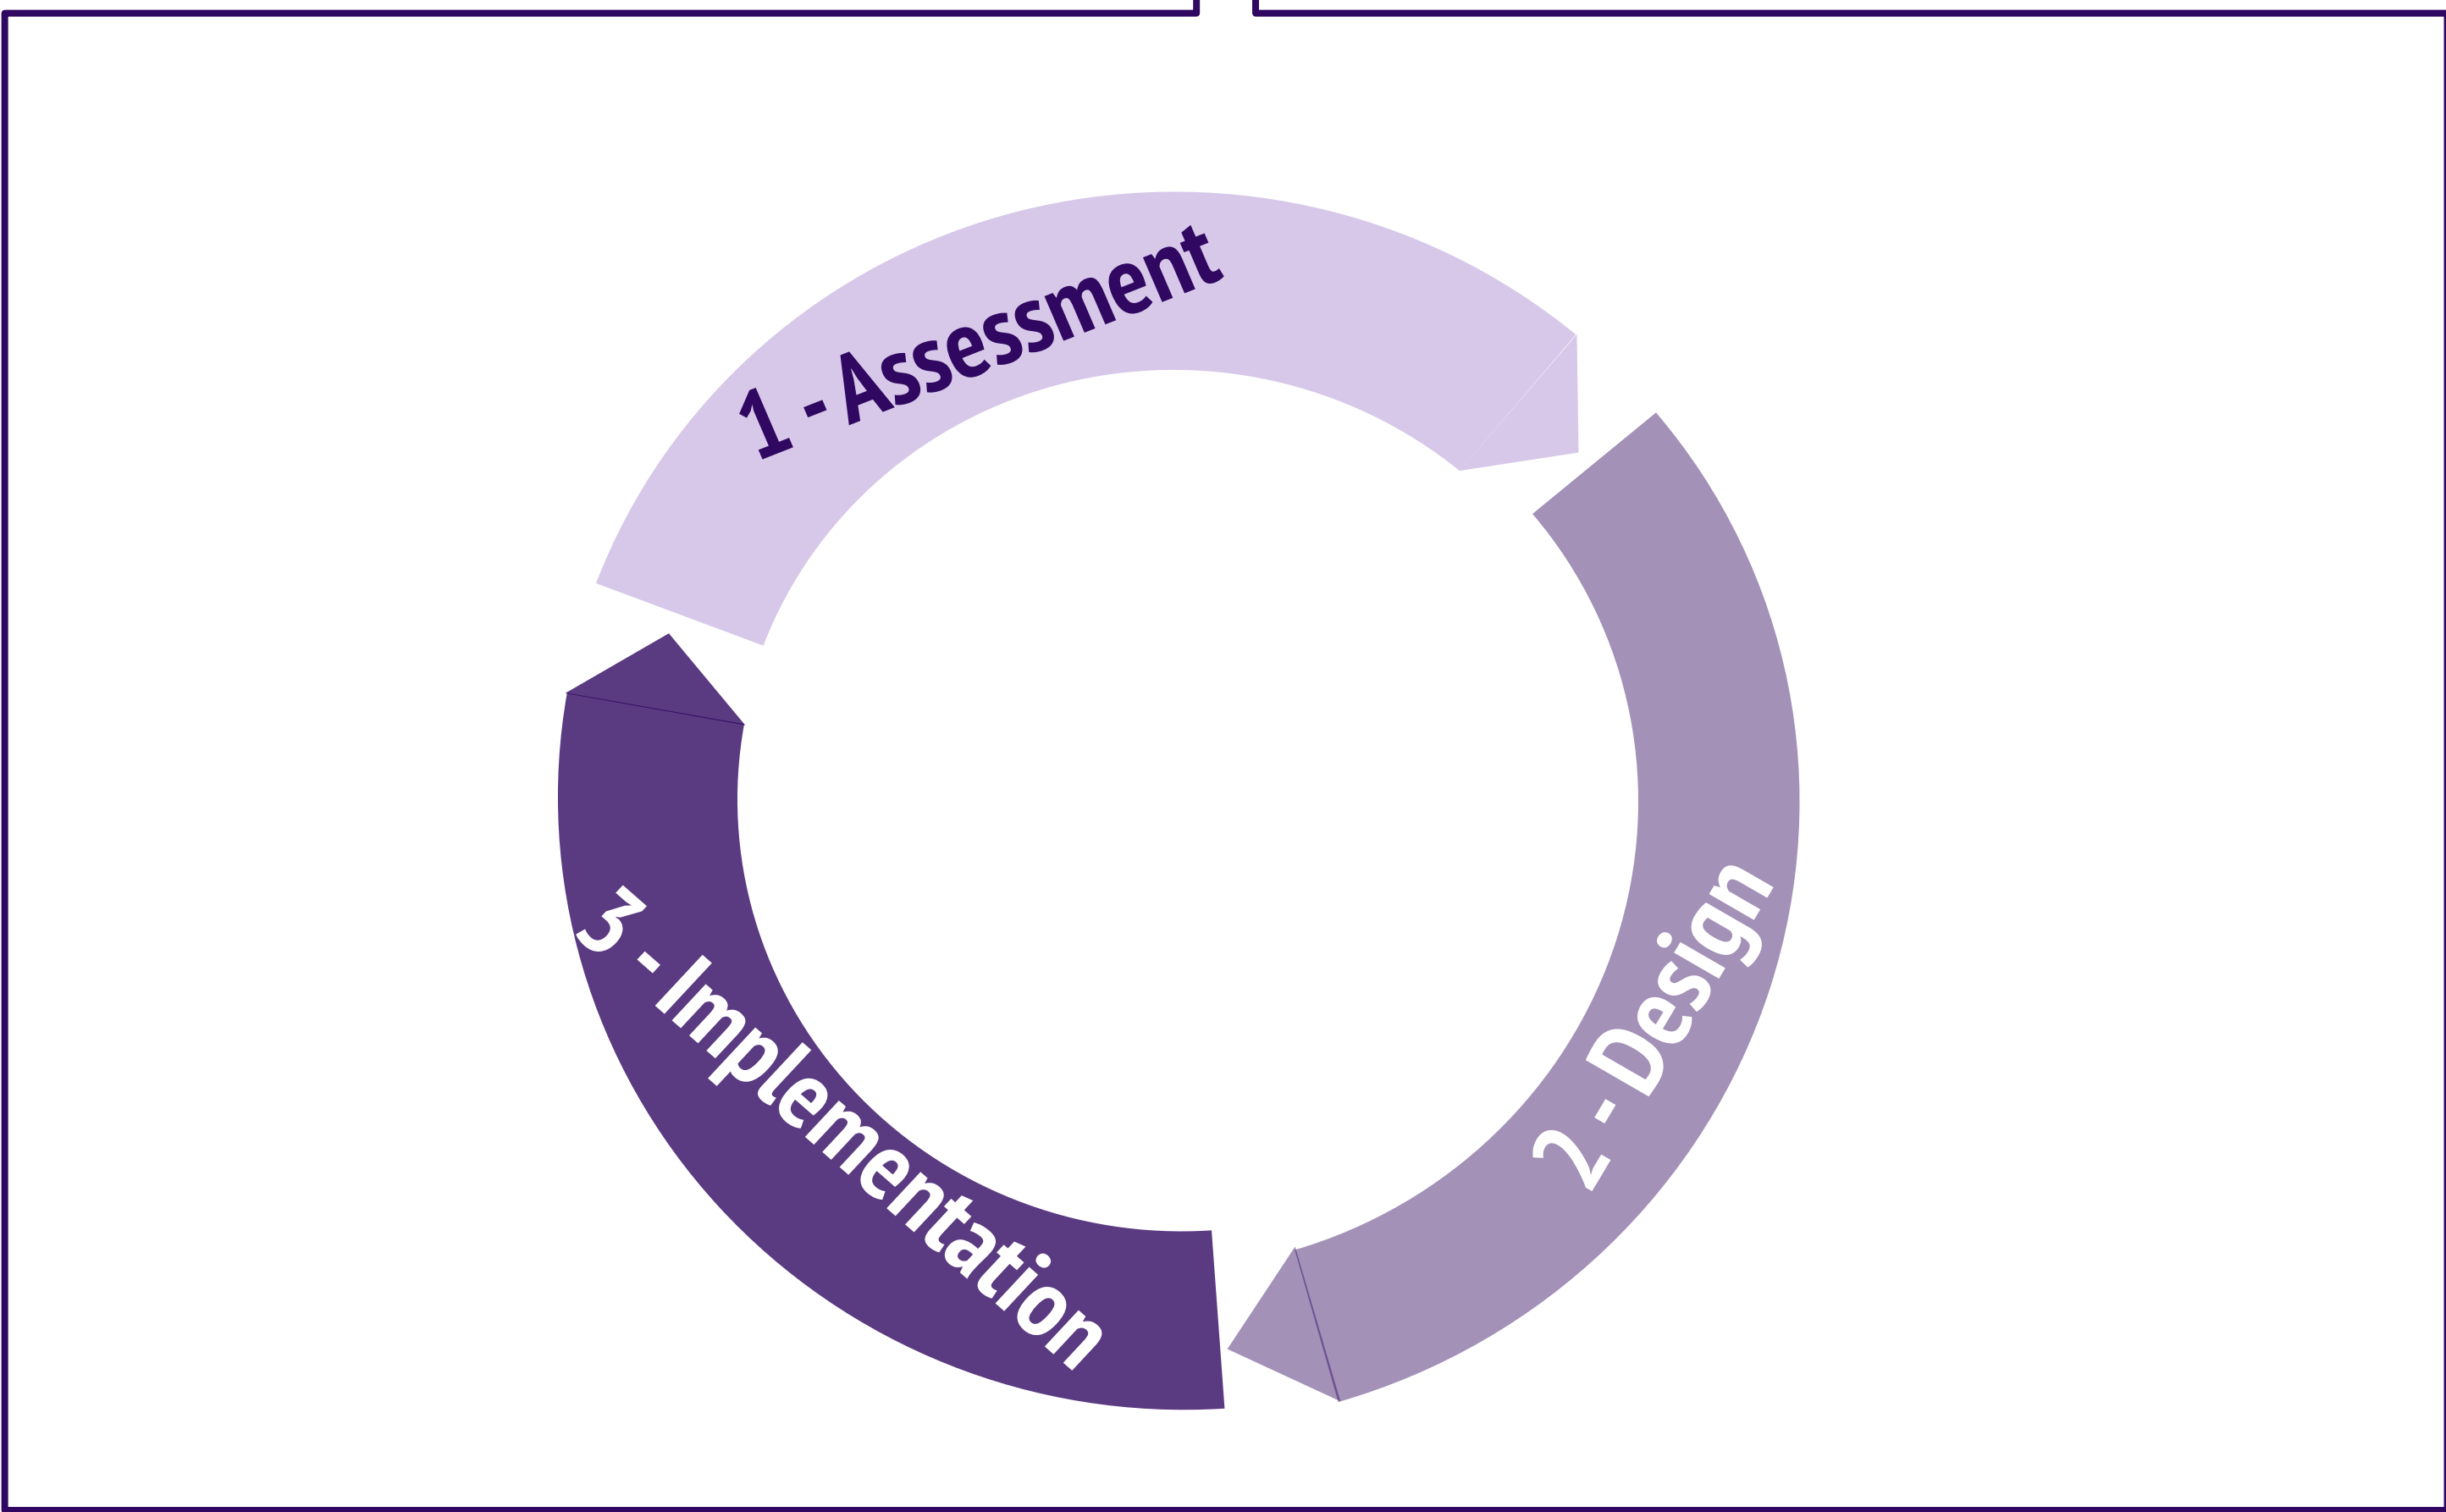 1 - Assessment
2 - Design
3 - Implementation